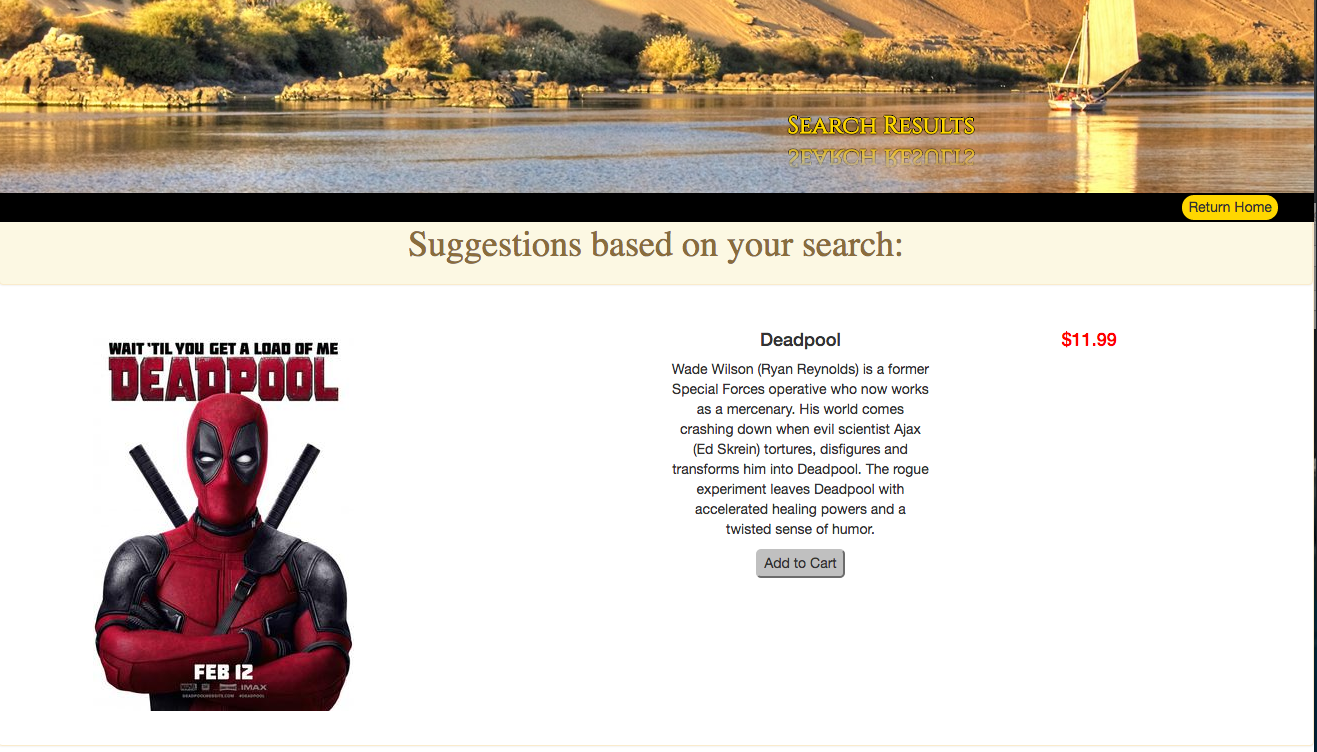 Search Results
Return Home
Suggestions based on your search:
WAIT 'TIL YOU GET A LOAD OF ME
DEADPOOL
FEB 12
IMAX
DEADPOOLMOVIE.COM #DEADPOOL
Deadpool
$11.99
Wade Wilson (Ryan Reynolds) is a former
Special Forces operative who now works
as a mercenary. His world comes
crashing down when evil scientist Ajax
(Ed Skrein) tortures, disfigures and
transforms him into Deadpool. The rogue
experiment leaves Deadpool with
accelerated healing powers and a
twisted sense of humor.
Add to Cart